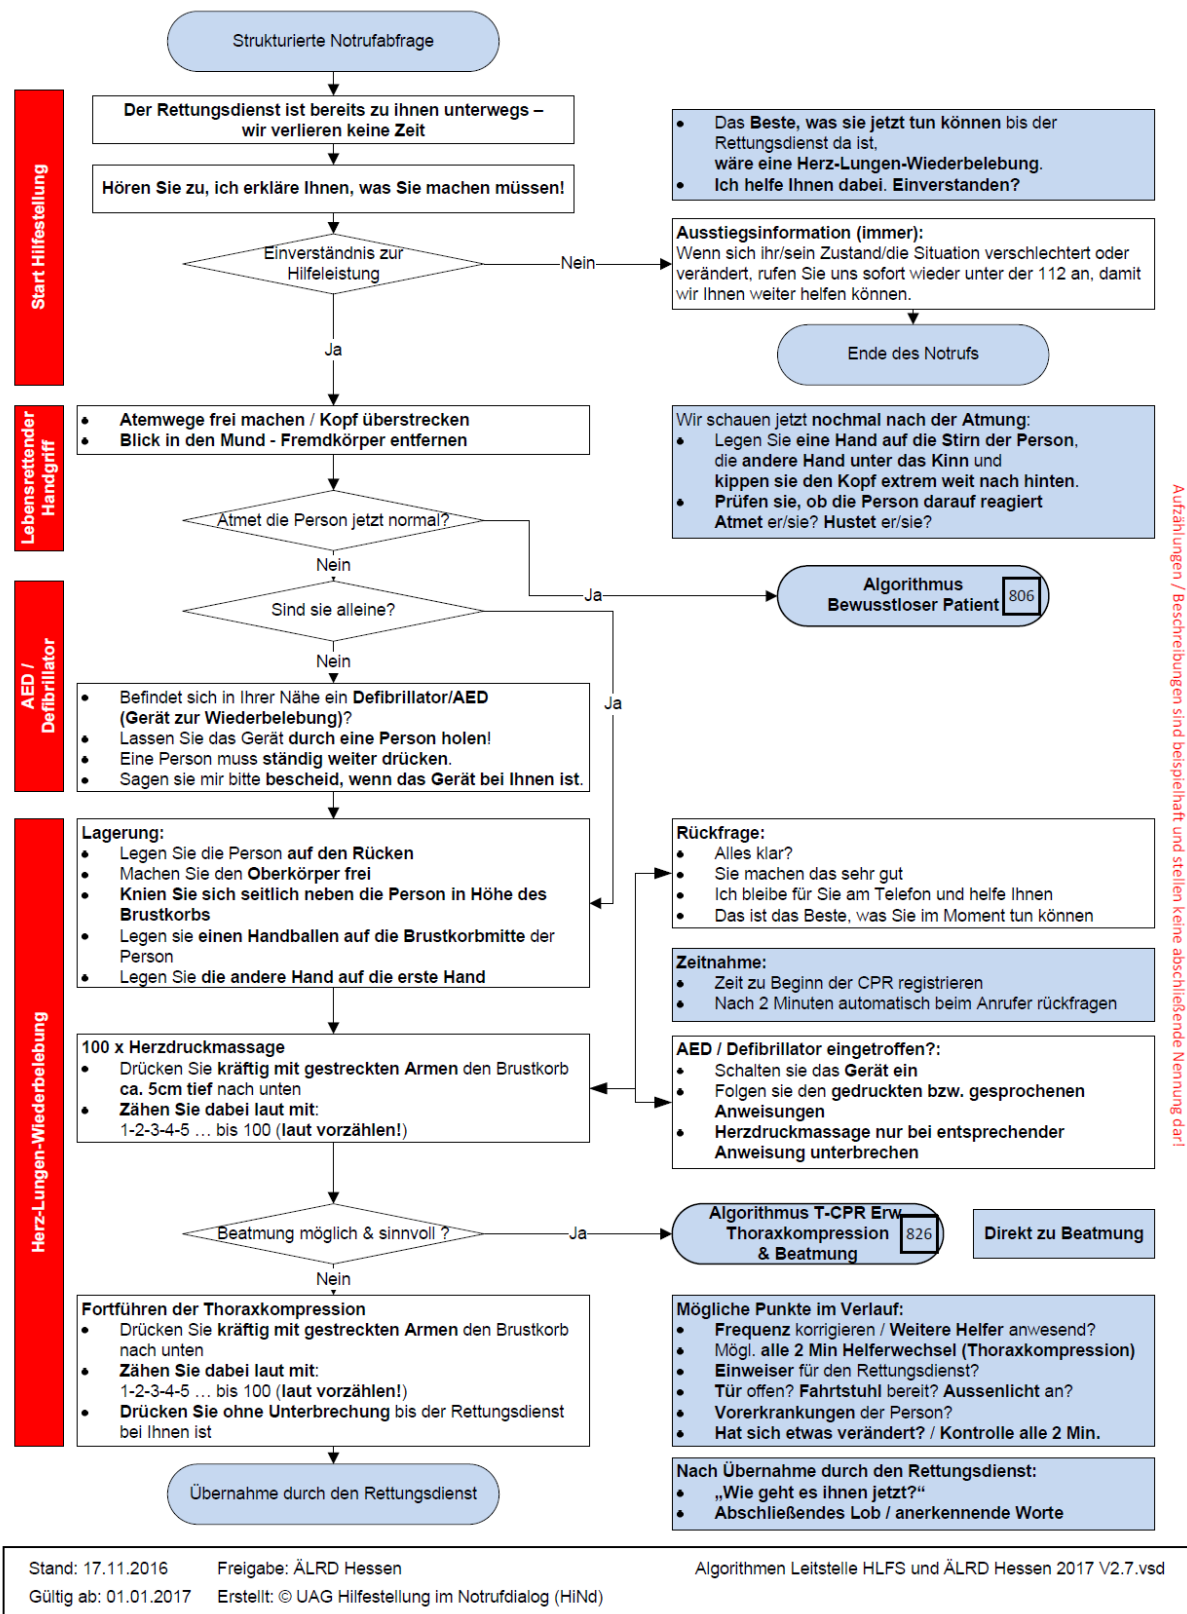 Strukturierte Notrufabfrage
Start Hilfestellung
Der Rettungsdienst ist bereits zu ihnen unterwegs –
wir verlieren keine Zeit
Hören Sie zu, ich erkläre Ihnen, was Sie machen müssen!
• Das Beste, was sie jetzt tun können bis der
Rettungsdienst da ist,
wäre eine Herz-Lungen-Wiederbelebung.
• Ich helfe Ihnen dabei. Einverstanden?
Einverständnis zur
Hilfeleistung
Nein
Ausstiegsinformation (immer):
Wenn sich ihr/sein Zustand/die Situation verschlechtert oder
verändert, rufen Sie uns sofort wieder unter der 112 an, damit
wir Ihnen weiter helfen können.
Ende des Notrufs
Ja
Lebensrettender
Handgriff
• Atemwege frei machen / Kopf überstrecken
• Blick in den Mund - Fremdkörper entfernen
Wir schauen jetzt nochmal nach der Atmung:
• Legen Sie eine Hand auf die Stirn der Person,
die andere Hand unter das Kinn und
kippen sie den Kopf extrem weit nach hinten.
• Prüfen sie, ob die Person darauf reagiert
Atmet er/sie? Hustet er/sie?
Atmet die Person jetzt normal?
Nein
Ja
Algorithmus
Bewusstloser Patient
806
AED /
Defibrillator
Sind sie alleine?
Nein
Ja
• Befindet sich in Ihrer Nähe ein Defibrillator/AED
(Gerät zur Wiederbelebung)?
• Lassen Sie das Gerät durch eine Person holen!
• Eine Person muss ständig weiter drücken.
• Sagen sie mir bitte bescheid, wenn das Gerät bei Ihnen ist.
Herz-Lungen-Wiederbelebung
Lagerung:
• Legen Sie die Person auf den Rücken
• Machen Sie den Oberkörper frei
• Knien Sie sich seitlich neben die Person in Höhe des
Brustkorbs
• Legen sie einen Handballen auf die Brustkorbmitte der
Person
• Legen Sie die andere Hand auf die erste Hand
Rückfrage:
• Alles klar?
• Sie machen das sehr gut
• Ich bleibe für Sie am Telefon und helfe Ihnen
• Das ist das Beste, was Sie im Moment tun können
Zeitnahme:
• Zeit zu Beginn der CPR registrieren
• Nach 2 Minuten automatisch beim Anrufer rückfragen
100 x Herzdruckmassage
• Drücken Sie kräftig mit gestreckten Armen den Brustkorb
ca. 5cm tief nach unten
• Zähen Sie dabei laut mit:
1-2-3-4-5 … bis 100 (laut vorzählen!)
AED / Defibrillator eingetroffen?:
• Schalten sie das Gerät ein
• Folgen sie den gedruckten bzw. gesprochenen
Anweisungen
• Herzdruckmassage nur bei entsprechender
Anweisung unterbrechen
Beatmung möglich & sinnvoll ?
Ja
Algorithmus T-CPR Erw.
Thoraxkompression
& Beatmung
826
Direkt zu Beatmung
Nein
Fortführen der Thoraxkompression
• Drücken Sie kräftig mit gestreckten Armen den Brustkorb
nach unten
• Zähen Sie dabei laut mit:
1-2-3-4-5 … bis 100 (laut vorzählen!)
• Drücken Sie ohne Unterbrechung bis der Rettungsdienst
bei Ihnen ist
Mögliche Punkte im Verlauf:
• Frequenz korrigieren / Weitere Helfer anwesend?
• Mögl. alle 2 Min Helferwechsel (Thoraxkompression)
• Einweiser für den Rettungsdienst?
• Tür offen? Fahrtstuhl bereit? Aussenlicht an?
• Vorerkrankungen der Person?
• Hat sich etwas verändert? / Kontrolle alle 2 Min.
Übernahme durch den Rettungsdienst
Nach Übernahme durch den Rettungsdienst:
• „Wie geht es ihnen jetzt?“
• Abschließendes Lob / anerkennende Worte
Aufzählungen / Beschreibungen sind beispielhaft und stellen keine abschließende Nennung dar!
Stand: 17.11.2016 Freigabe: ÄLRD Hessen Algorithmen Leitstelle HLFS und ÄLRD Hessen 2017 V2.7.vsd
Gültig ab: 01.01.2017 Erstellt: © UAG Hilfestellung im Notrufdialog (HiNd)